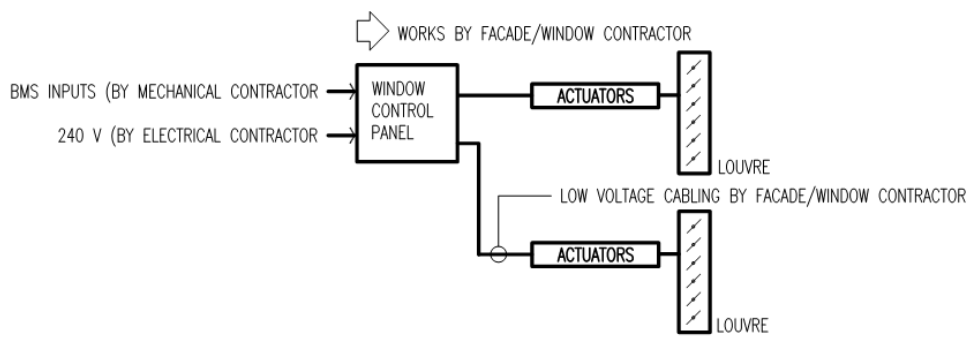 WORKS BY FACADE/WINDOW CONTRACTOR
BMS INPUTS (BY MECHANICAL CONTRACTOR
240 V (BY ELECTRICAL CONTRACTOR
WINDOW
CONTROL
PANEL
ACTUATORS
LOUVRE
LOW VOLTAGE CABLING BY FACADE/WINDOW CONTRACTOR
ACTUATORS
LOUVRE